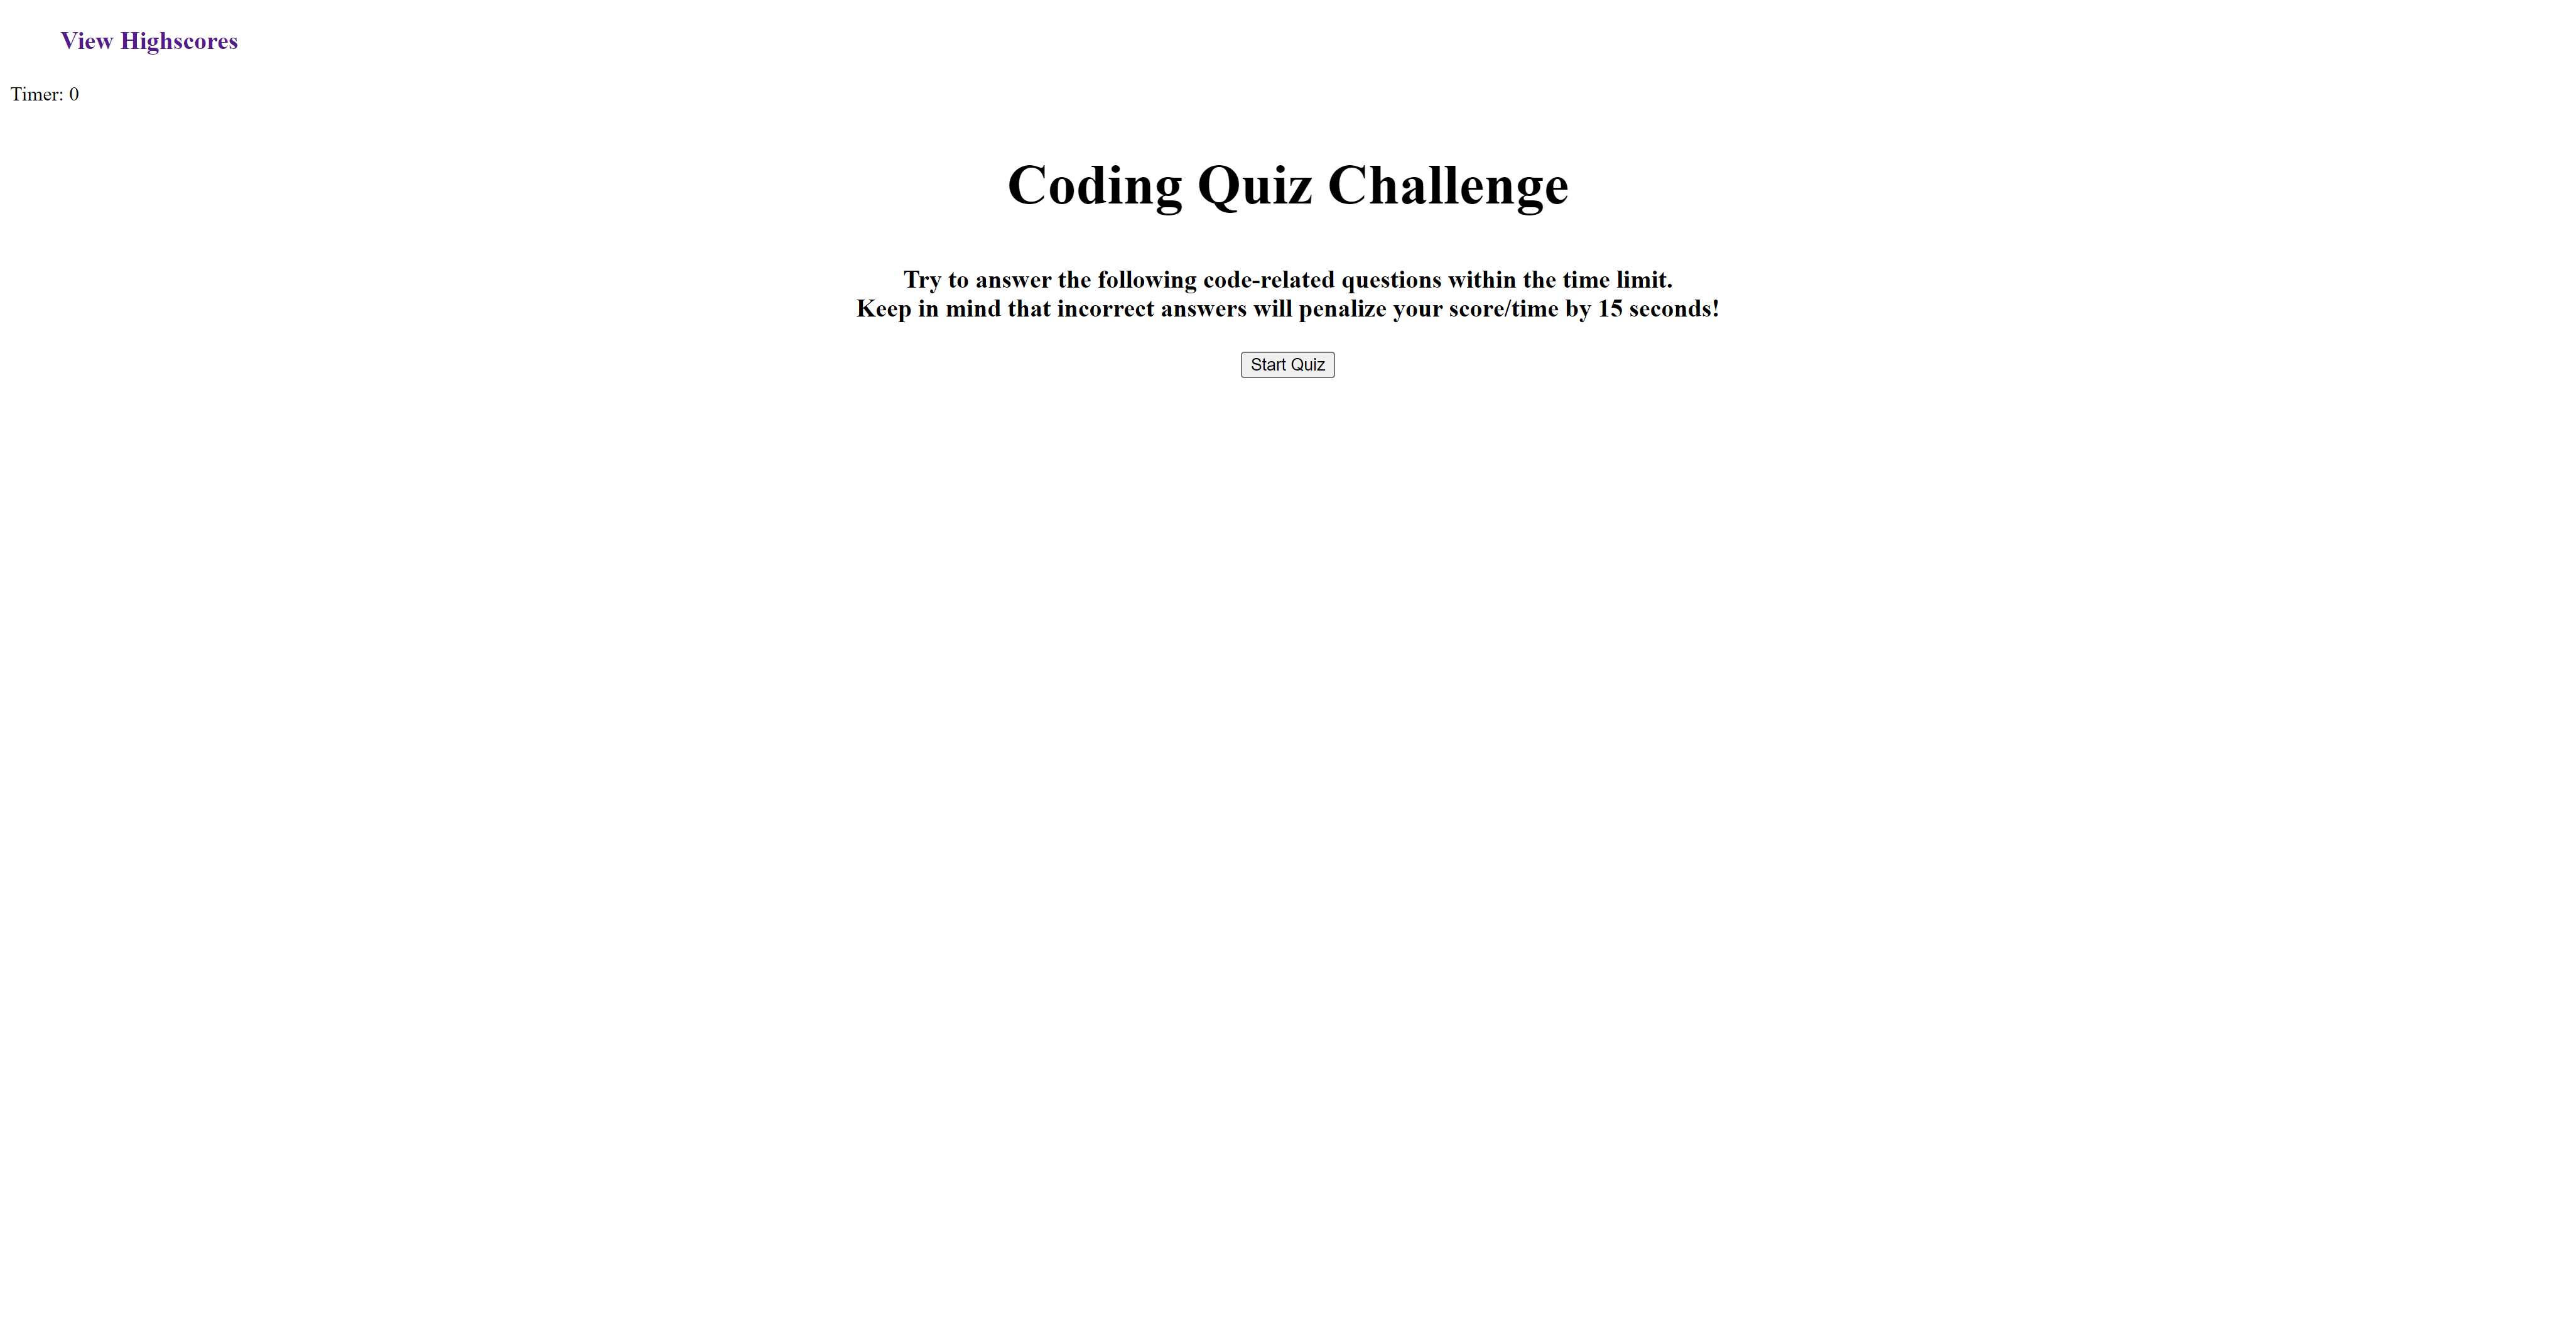 View Highscores
Timer: 0
Coding Quiz Challenge
Try to answer the following code-related questions within the time limit.
Keep in mind that incorrect answers will penalize your score/time by 15 seconds!
Start Quiz